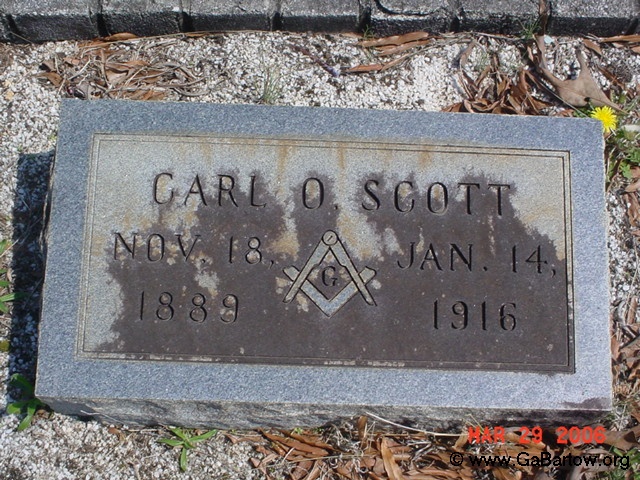 CARL O. SCOTT
NOV. 18, JAN. 14,
G
1889 1916
MAR 29 2006
© www.GaBartow.org